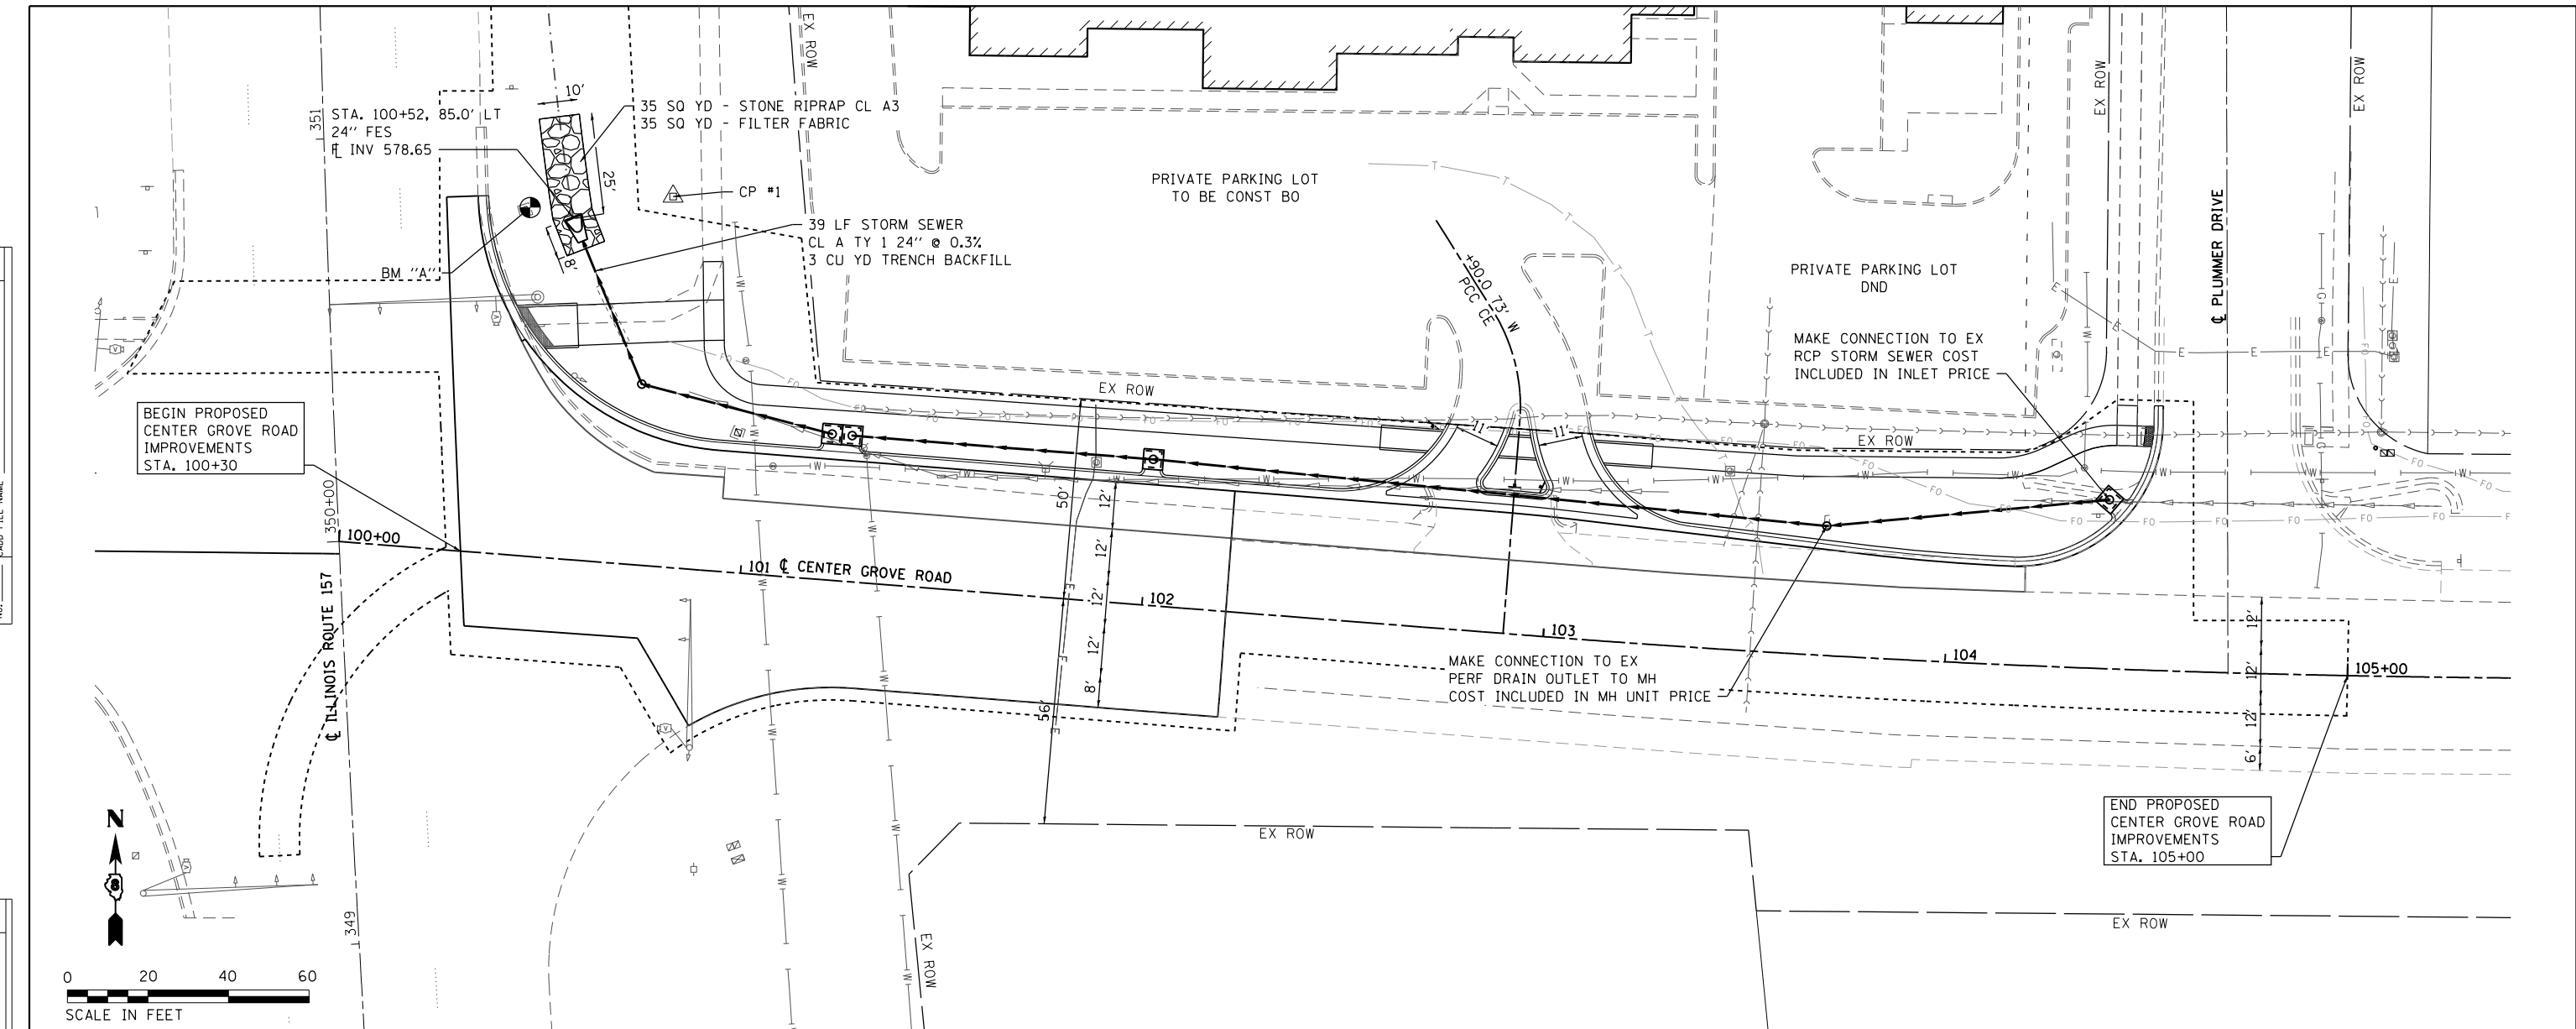 EX ROW
10'
STA. 100+52, 85.0' LT
24" FES
FL INV 578.65
351
35 SQ YD - STONE RIPRAP CL A3
35 SQ YD - FILTER FABRIC
25'
CP #1
8'
BM "A"
39 LF STORM SEWER
CL A TY 1 24" @ 0.3%
3 CU YD TRENCH BACKFILL
PRIVATE PARKING LOT
TO BE CONST BO
+90.0 73' W
PCC CE
PRIVATE PARKING LOT
DND
EX ROW
EX ROW
℄ PLUMMER DRIVE
MAKE CONNECTION TO EX
RCP STORM SEWER COST
INCLUDED IN INLET PRICE
EX ROW
EX ROW
11'
11'
BEGIN PROPOSED
CENTER GROVE ROAD
IMPROVEMENTS
STA. 100+30
350+00
100+00
101 ℄ CENTER GROVE ROAD
102
103
104
105+00
℄ ILLINOIS ROUTE 157
50'
12'
12'
12'
12'
8'
56'
MAKE CONNECTION TO EX
PERF DRAIN OUTLET TO MH
COST INCLUDED IN MH UNIT PRICE
12'
12'
12'
6'
END PROPOSED
CENTER GROVE ROAD
IMPROVEMENTS
STA. 105+00
EX ROW
EX ROW
EX ROW
N
8
349
0 20 40 60
SCALE IN FEET